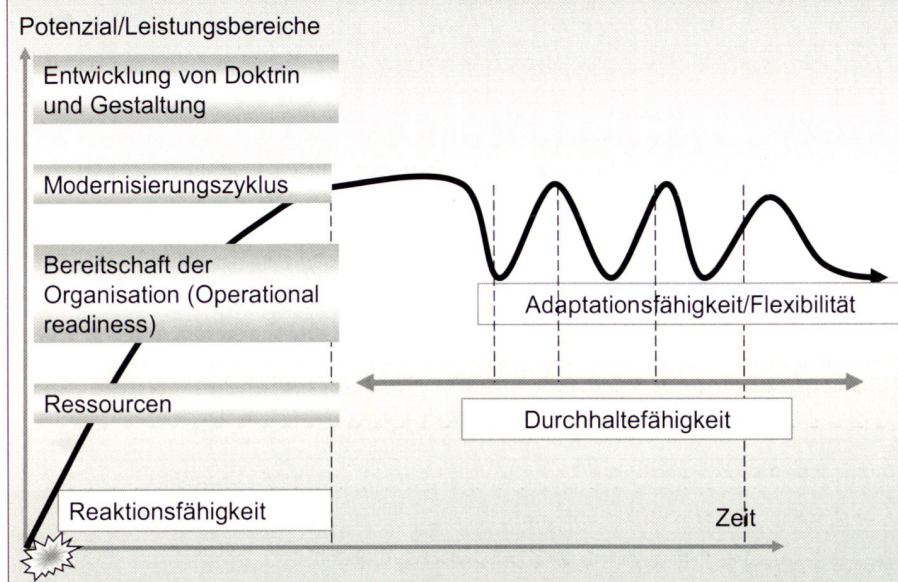 Potenzial/Leistungsbereiche
Entwicklung von Doktrin
und Gestaltung
Modernisierungszyklus
Bereitschaft der
Organisation (Operational
readiness)
Adaptationsfähigkeit/Flexibilität
Ressourcen
Durchhaltefähigkeit
Reaktionsfähigkeit
Zeit